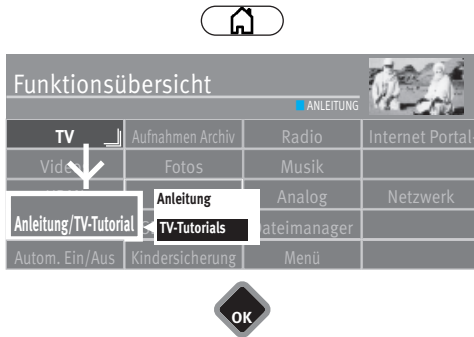 Funktionsübersicht
ANLEITUNG
TV Aufnahmen Archiv Radio Internet Portal
Fotos Musik
Anleitung Analog Netzwerk
Anleitung/TV-Tutorial TV-Tutorials Dateimanager
Autom. Ein/Aus Kindersicherung Menü
OK